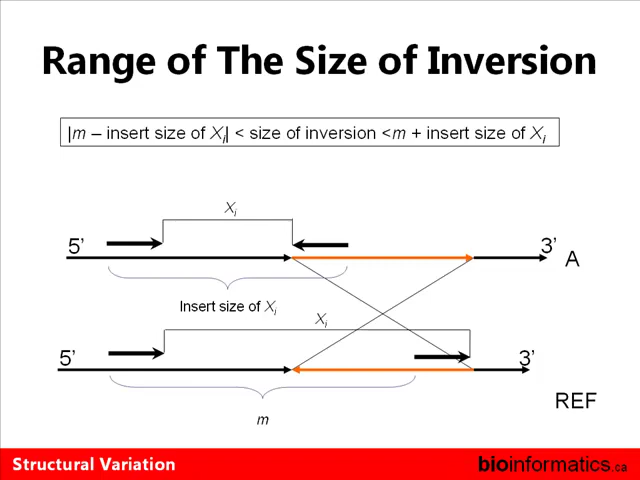 Range of The Size of Inversion
|m – insert size of Xi| < size of inversion <m + insert size of Xi
Xi
5’
3’
A
Insert size of Xi
Xi
5’
3’
m
REF
Structural Variation
bioinformatics.ca